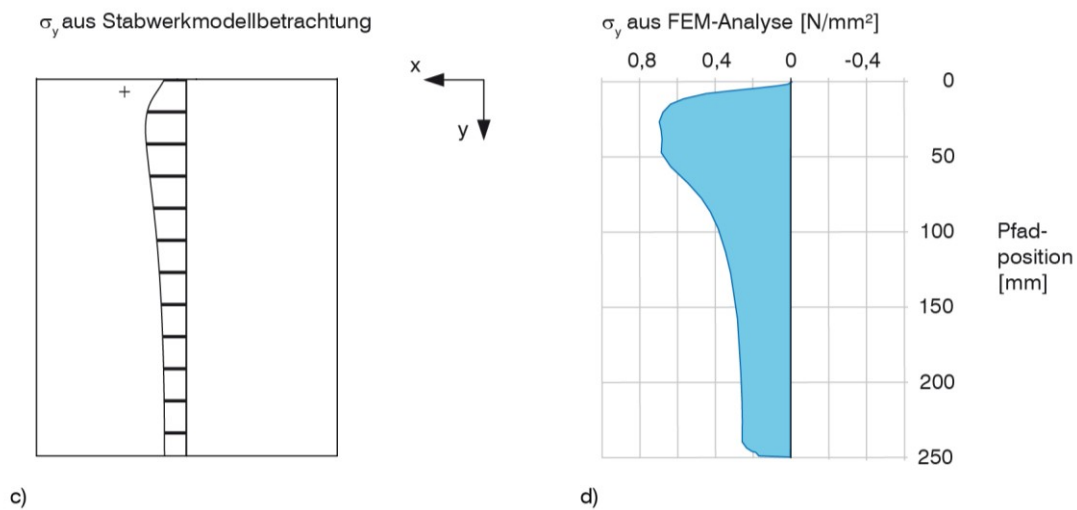 σy aus Stabwerkmodellbetrachtung
+
x
y
c)
σy aus FEM-Analyse [N/mm²]
0,8 0,4 0 -0,4
0
50
100
150
200
250
Pfad-
position
[mm]
d)